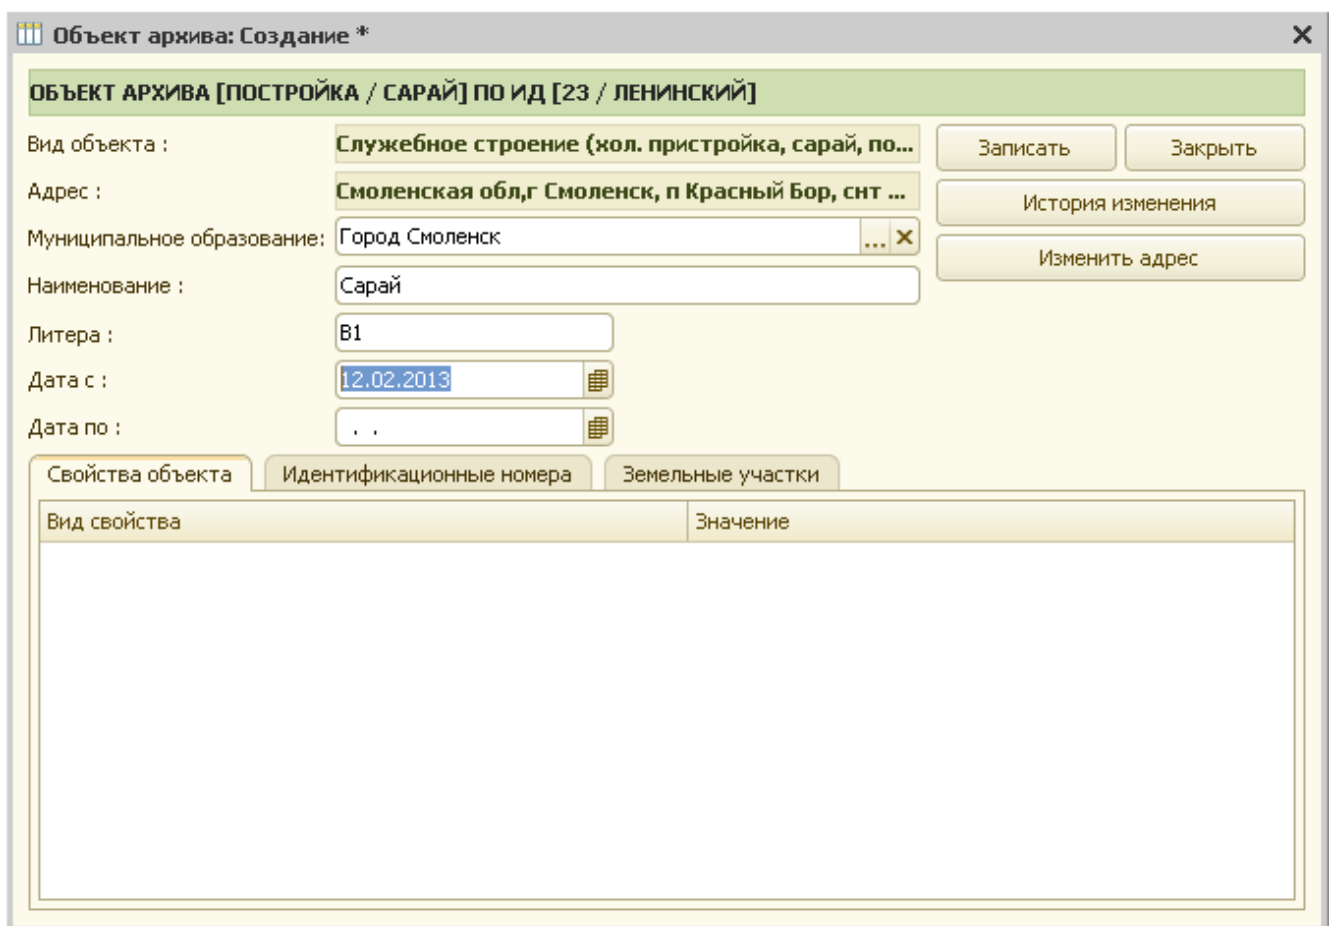 Объект архива: Создание *
ОБЪЕКТ АРХИВА [ПОСТРОЙКА / САРАЙ] ПО ИД [23 / ЛЕНИНСКИЙ]
Вид объекта : Служебное строение (хол. пристройка, сарай, по... Записать Закрыть
Адрес : Смоленская обл,г Смоленск, п Красный Бор, снт ... История изменения
Муниципальное образование: Город Смоленск ... Изменить адрес
Наименование : Сарай
Литера : В1
Дата с : 12.02.2013
Дата по : . .
Свойства объекта Идентификационные номера Земельные участки
Вид свойства Значение